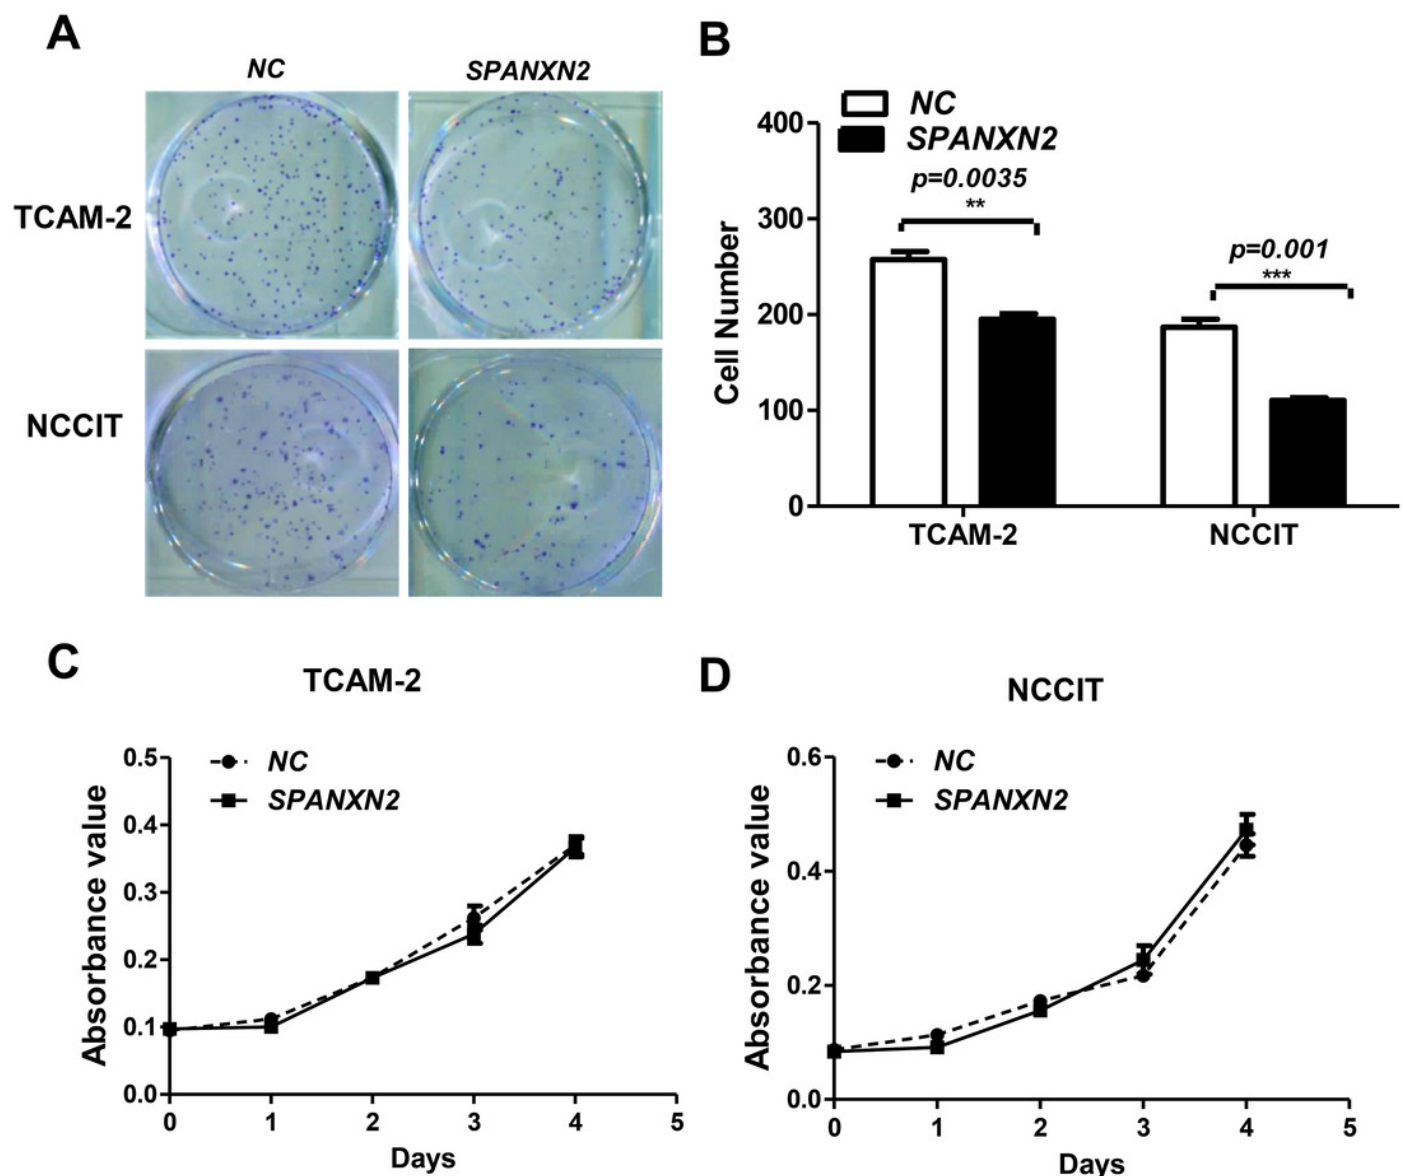 A
NC
SPANXN2
TCAM-2
NCCIT
B
NC
SPANXN2
400
300
200
100
0
Cell Number
p=0.0035
**
p=0.001
***
TCAM-2
NCCIT
C
TCAM-2
NC
SPANXN2
0.5
0.4
0.3
0.2
0.1
0.0
Absorbance value
0 1 2 3 4 5
Days
D
NCCIT
NC
SPANXN2
0.6
0.4
0.2
0.0
Absorbance value
0 1 2 3 4 5
Days